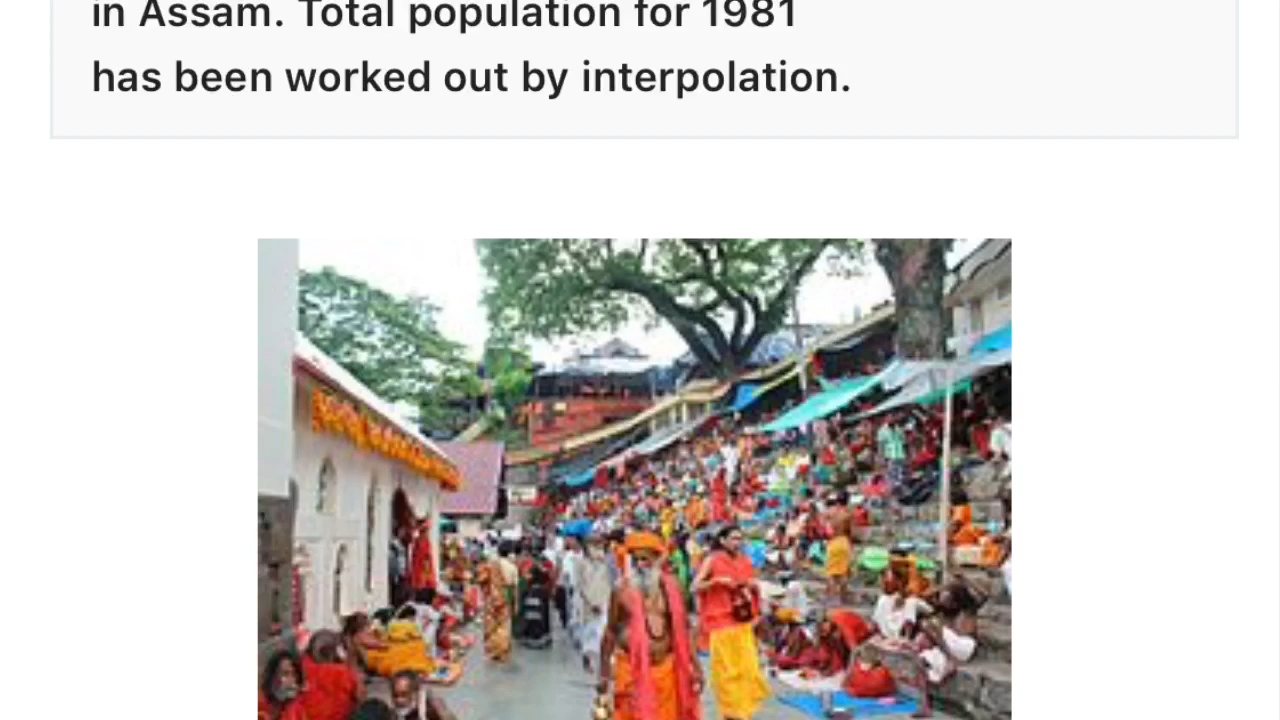 in Assam. Total population for 1981
has been worked out by interpolation.